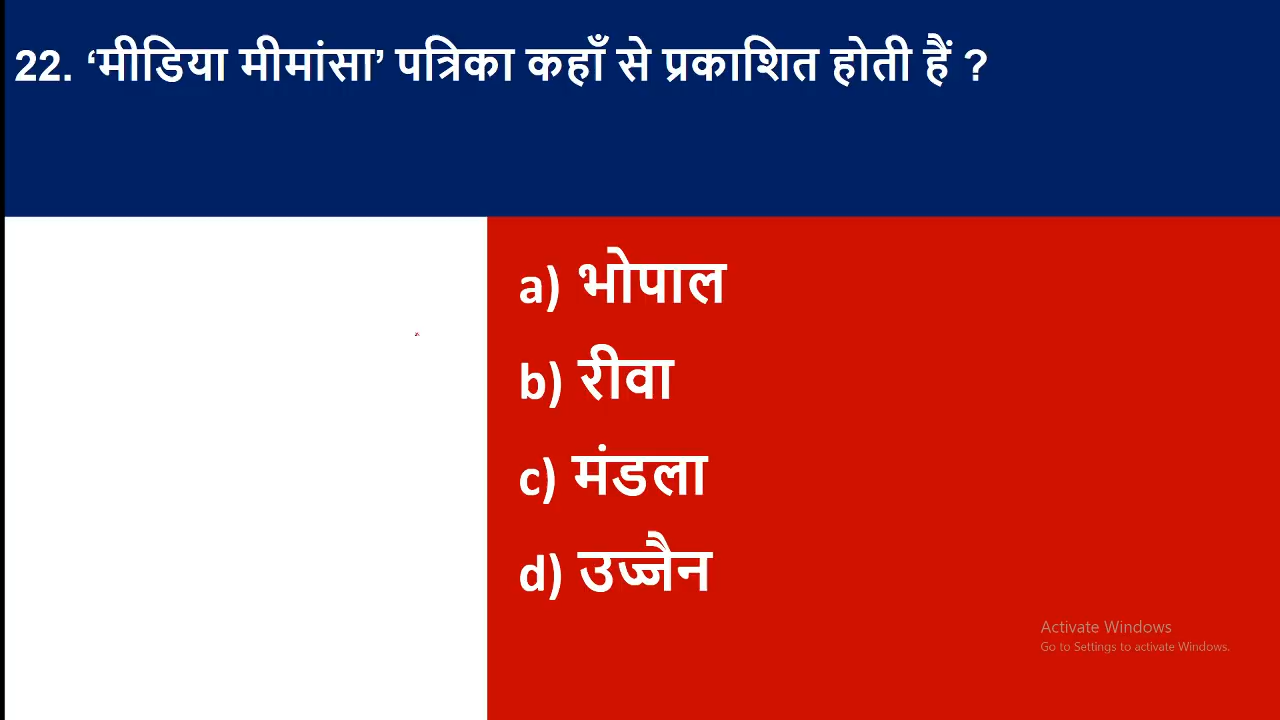 22. ‘मीडिया मीमांसा’ पत्रिका कहाँ से प्रकाशित होती हैं ?
a) भोपाल
b) रीवा
c) मंडला
d) उज्जैन
Activate Windows
Go to Settings to activate Windows.